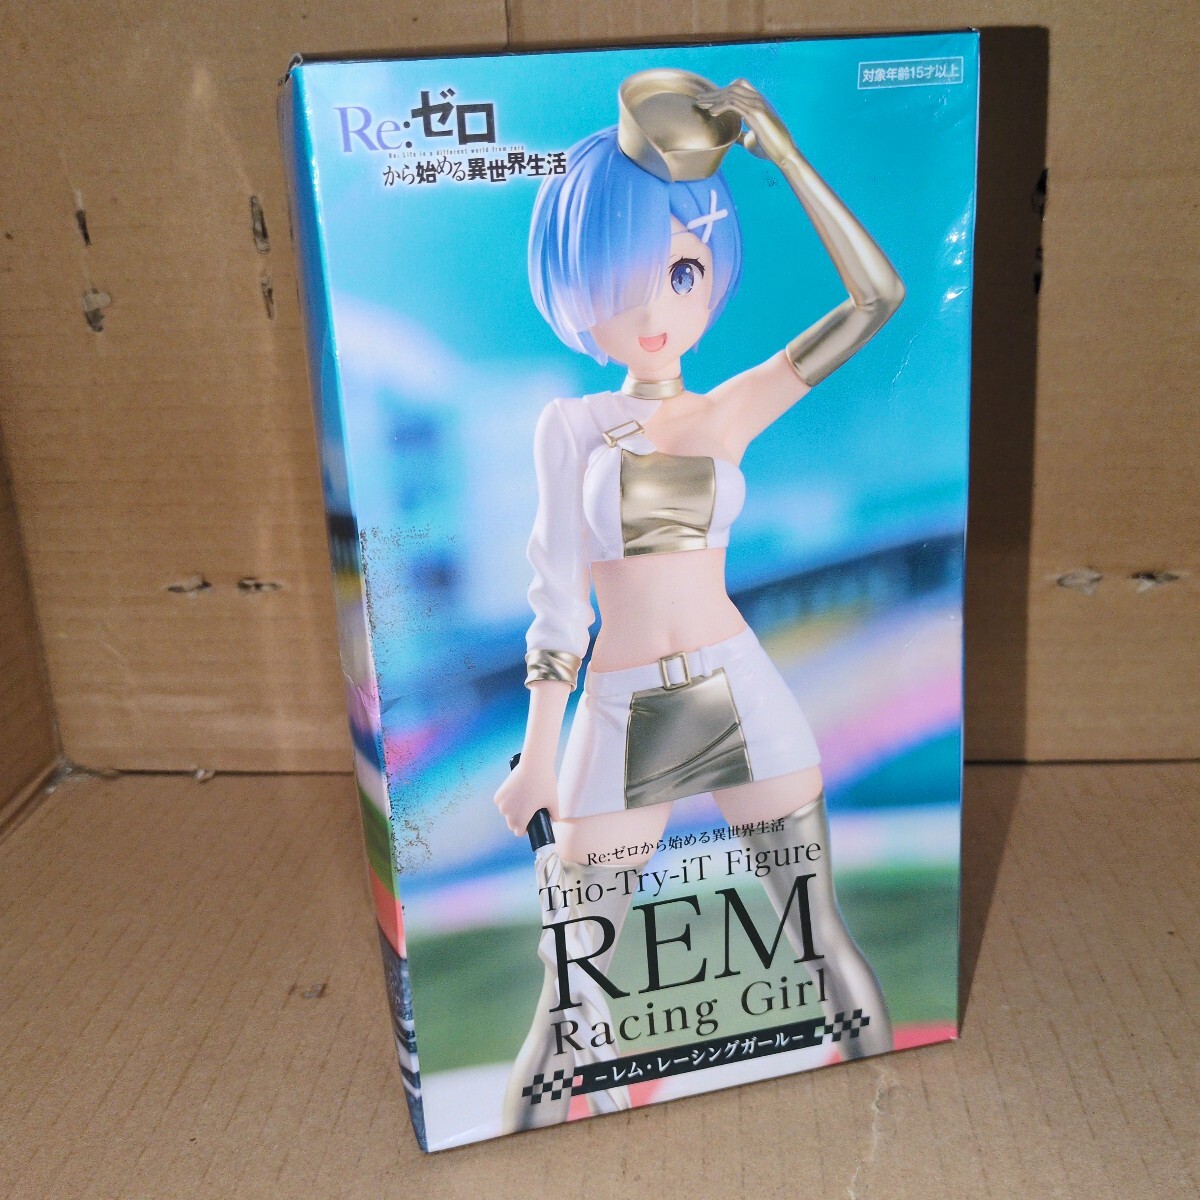 対象年齢15才以上
Re:ゼロ
Re: Life in a different world from zero
から始める異世界生活
Re:ゼロから始める異世界生活
Trio-Try-iT Figure
REM
Racing Girl
-レム・レーシングガール-